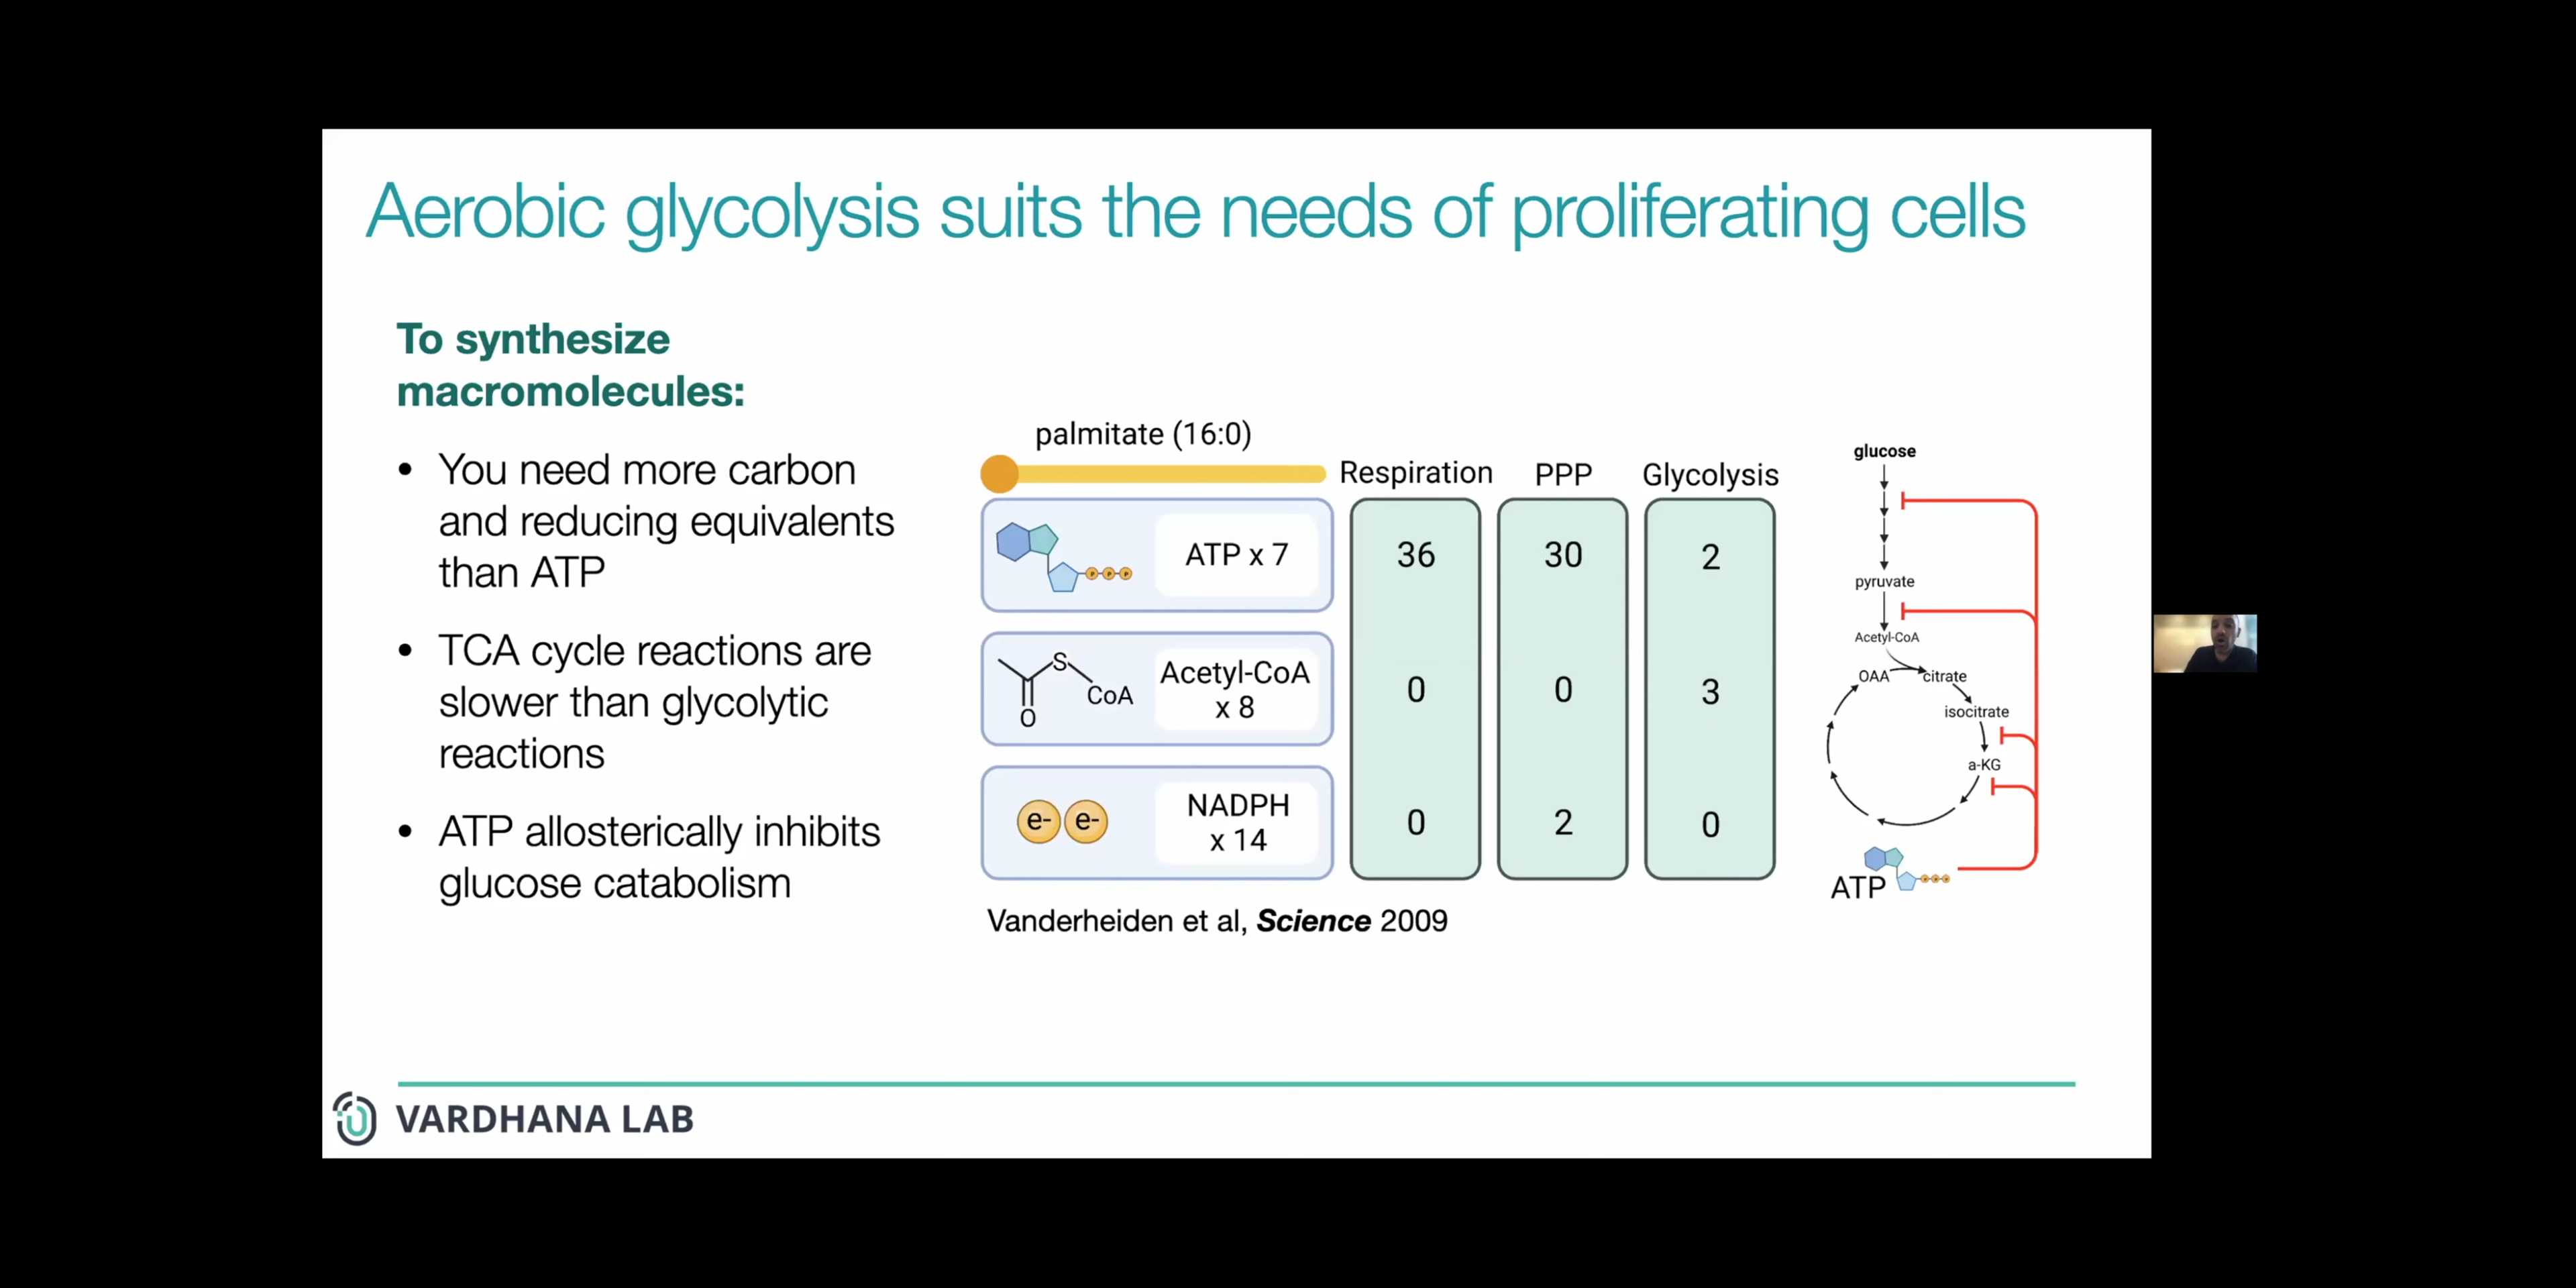 Aerobic glycolysis suits the needs of proliferating cells
To synthesize
macromolecules:
• You need more carbon
and reducing equivalents
than ATP
• TCA cycle reactions are
slower than glycolytic
reactions
• ATP allosterically inhibits
glucose catabolism
palmitate (16:0)
Respiration PPP Glycolysis
P P P
ATP x 7
36 30 2
S
CoA
O
Acetyl-CoA
x 8
0 0 3
e- e-
NADPH
x 14
0 2 0
Vanderheiden et al, Science 2009
glucose
pyruvate
Acetyl-CoA
OAA citrate
isocitrate
a-KG
ATP
VARDHANA LAB